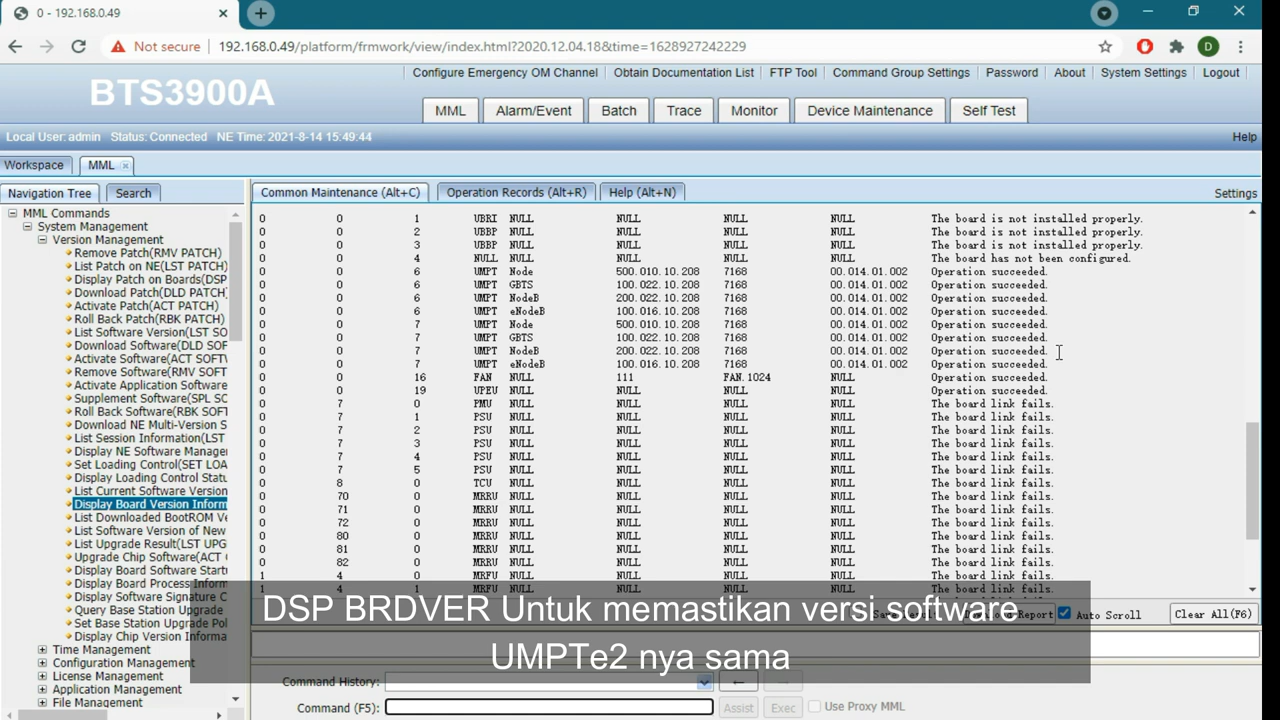 0 - 192.168.0.49
Not secure 192.168.0.49/platform/frmwork/view/index.html?2020.12.04.18&time=1628927242229
D
Configure Emergency OM Channel Obtain Documentation List FTP Tool Command Group Settings Password About System Settings Logout
BTS3900A
MML Alarm/Event Batch Trace Monitor Device Maintenance Self Test
Local User: admin Status: Connected NE Time: 2021-8-14 15:49:44 Help
Workspace MML
Navigation Tree Search
MML Commands
System Management
Version Management
Remove Patch(RMV PATCH)
List Patch on NE(LST PATCH)
Display Patch on Boards(DSP
Download Patch(DLD PATCH
Activate Patch(ACT PATCH)
Roll Back Patch(RBK PATCH)
List Software Version(LST SO
Download Software(DLD SOF
Activate Software(ACT SOFT
Remove Software(RMV SOFT
Activate Application Software
Supplement Software(SPL SC
Roll Back Software(RBK SOFT
Download NE Multi-Version S
List Session Information(LST
Display NE Software Manage
Set Loading Control(SET LOA
Display Loading Control Statu
List Current Software Version
Display Board Version Inform
List Downloaded BootROM Ve
List Software Version of New
List Upgrade Result(LST UPG
Upgrade Chip Software(ACT
Display Board Software Start
Display Board Process Inform
Display Software Signature C
Query Base Station Upgrade
Set Base Station Upgrade Pol
Display Chip Version Informa
Time Management
Configuration Management
License Management
Application Management
File Management
Common Maintenance (Alt+C) Operation Records (Alt+R) Help (Alt+N) Settings
0 0 1 UBRI NULL NULL NULL NULL The board is not installed properly.
0 0 2 UBBP NULL NULL NULL NULL The board is not installed properly.
0 0 3 UBBP NULL NULL NULL NULL The board is not installed properly.
0 0 4 NULL NULL NULL NULL NULL The board has not been configured.
0 0 6 UMPT Node 500.010.10.208 7168 00.014.01.002 Operation succeeded.
0 0 6 UMPT GBTS 100.022.10.208 7168 00.014.01.002 Operation succeeded.
0 0 6 UMPT NodeB 200.022.10.208 7168 00.014.01.002 Operation succeeded.
0 0 6 UMPT eNodeB 100.016.10.208 7168 00.014.01.002 Operation succeeded.
0 0 7 UMPT Node 500.010.10.208 7168 00.014.01.002 Operation succeeded.
0 0 7 UMPT GBTS 100.022.10.208 7168 00.014.01.002 Operation succeeded.
0 0 7 UMPT NodeB 200.022.10.208 7168 00.014.01.002 Operation succeeded.
0 0 7 UMPT eNodeB 100.016.10.208 7168 00.014.01.002 Operation succeeded.
0 0 16 FAN NULL 111 FAN.1024 NULL Operation succeeded.
0 0 19 UPEU NULL NULL NULL NULL Operation succeeded.
0 7 0 PMU NULL NULL NULL NULL The board link fails.
0 7 1 PSU NULL NULL NULL NULL The board link fails.
0 7 2 PSU NULL NULL NULL NULL The board link fails.
0 7 3 PSU NULL NULL NULL NULL The board link fails.
0 7 4 PSU NULL NULL NULL NULL The board link fails.
0 7 5 PSU NULL NULL NULL NULL The board link fails.
0 8 0 TCU NULL NULL NULL NULL The board link fails.
0 70 0 MRRU NULL NULL NULL NULL The board link fails.
0 71 0 MRRU NULL NULL NULL NULL The board link fails.
0 72 0 MRRU NULL NULL NULL NULL The board link fails.
0 80 0 MRRU NULL NULL NULL NULL The board link fails.
0 81 0 MRRU NULL NULL NULL NULL The board link fails.
0 82 0 MRRU NULL NULL NULL NULL The board link fails.
1 4 0 MRFU NULL NULL NULL NULL The board link fails.
1 4 1 MRFU NULL NULL NULL NULL The board link fails.
Report Auto Scroll Clear All(F6)
DSP BRDVER Untuk memastikan versi software
UMPTe2 nya sama
Command History:
Command (F5): Assist Exec Use Proxy MML